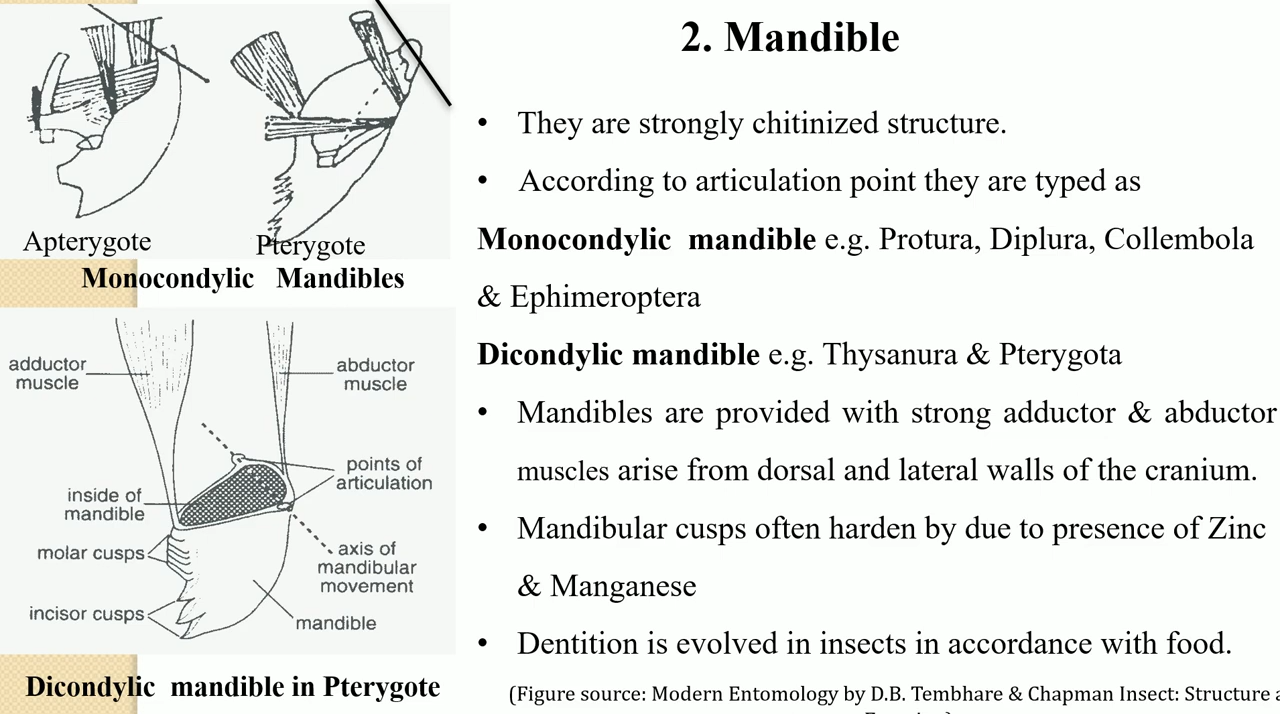 2. Mandible
Apterygote
Pterygote
Monocondylic Mandibles
adductor
muscle
abductor
muscle
points of
articulation
inside of
mandible
molar cusps
axis of
mandibular
movement
incisor cusps
mandible
Dicondylic mandible in Pterygote
• They are strongly chitinized structure.
• According to articulation point they are typed as
Monocondylic mandible e.g. Protura, Diplura, Collembola
& Ephimeroptera
Dicondylic mandible e.g. Thysanura & Pterygota
• Mandibles are provided with strong adductor & abductor
muscles arise from dorsal and lateral walls of the cranium.
• Mandibular cusps often harden by due to presence of Zinc
& Manganese
• Dentition is evolved in insects in accordance with food.
(Figure source: Modern Entomology by D.B. Tembhare & Chapman Insect: Structure